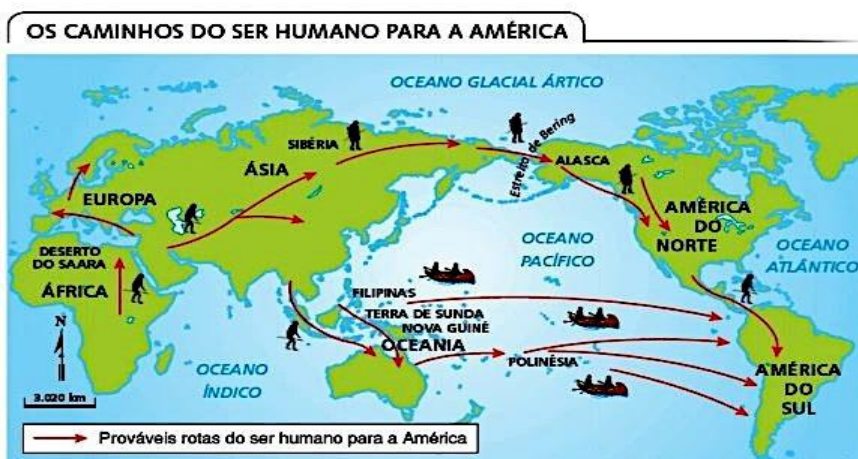 OS CAMINHOS DO SER HUMANO PARA A AMÉRICA
OCEANO GLACIAL ÁRTICO
SIBÉRIA
Estreito de Bering
ALASCA
ÁSIA
EUROPA
AMÉRICA
DO
NORTE
DESERTO
DO SAARA
ÁFRICA
OCEANO
PACÍFICO
OCEANO
ATLÂNTICO
FILIPINAS
TERRA DE SUNDA
NOVA GUINÉ
OCEANIA
POLINÉSIA
N
OCEANO
ÍNDICO
AMÉRICA
DO
SUL
3.020 km
Prováveis rotas do ser humano para a América